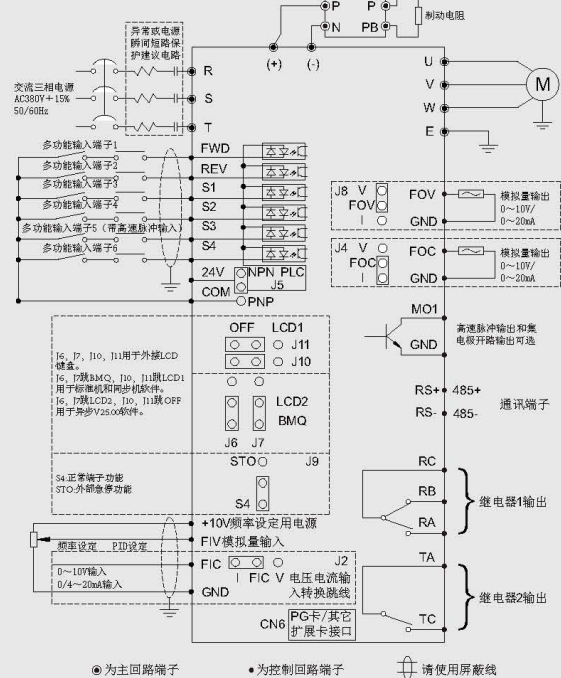 P P
N PB
制动电阻
异常或电源
瞬间短路保
护建议电路
(+) (-)
交流三相电源
AC380V+15%
50/60Hz
R
S
T
U
V
W
E
M
多功能输入端子1
多功能输入端子2
多功能输入端子3
多功能输入端子4
多功能输入端子5(带高速脉冲输入)
多功能输入端子6
FWD
REV
S1
S2
S3
S4
24V
COM
NPN PLC
J5
PNP
J8 V
FOV
I
FOV
GND
模拟量输出
0~10V/
0~20mA
J4 V
FOC
I
FOC
GND
模拟量输出
0~10V/
0~20mA
MO1
GND
高速脉冲输出和集
电极开路输出可选
OFF LCD1
J11
J10
J6、J7、J10、J11用于外接LCD
键盘。
J6、J7跳BMQ、J10、J11跳LCD1
用于标准机和同步机软件。
J6、J7跳LCD2、J10、J11跳OFF
用于异步V25.00软件。
LCD2
BMQ
J6 J7
RS+ 485+
RS- 485-
通讯端子
STO J9
S4
S4:正常端子功能
STO:外部急停功能
RC
RB
RA
继电器1输出
+10V频率设定用电源
FIV模拟量输入
频率设定 PID设定
0~10V输入
0/4~20mA输入
FIC
GND
J2
I FIC V
电压电流输
入转换跳线
TA
TC
继电器2输出
CN6
PG卡/其它
扩展卡接口
为主回路端子
为控制回路端子
请使用屏蔽线